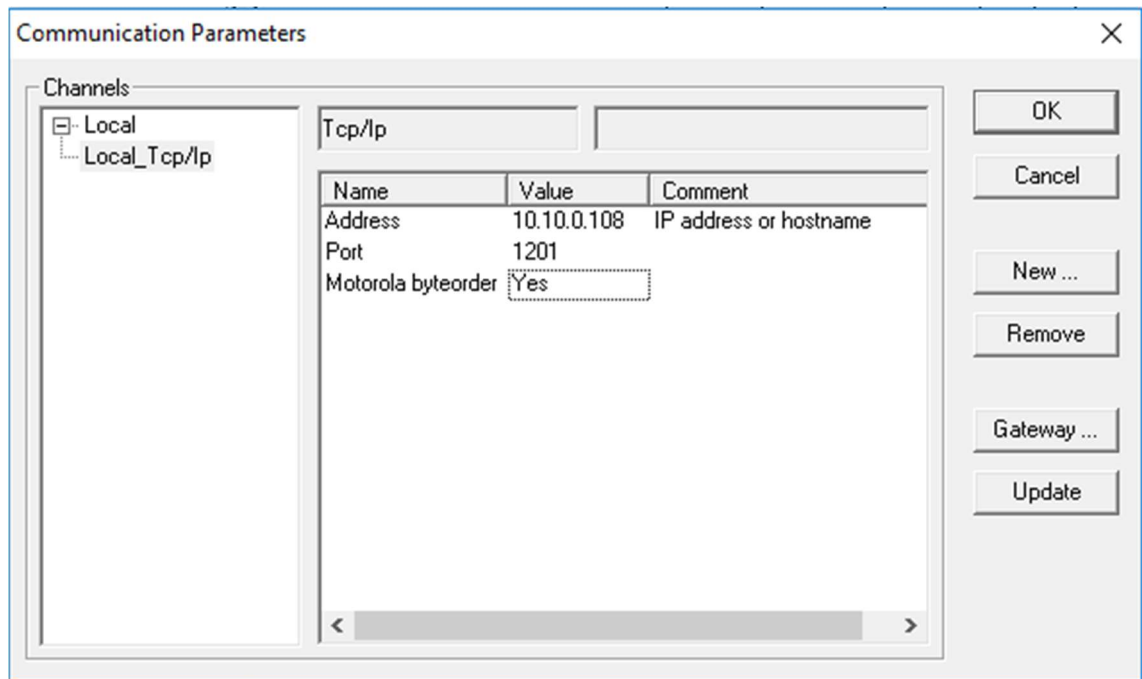 Communication Parameters
Channels
Local
Local_Tcp/Ip
Tcp/Ip
Name Value Comment
Address 10.10.0.108 IP address or hostname
Port 1201
Motorola byteorder Yes
OK
Cancel
New ...
Remove
Gateway ...
Update